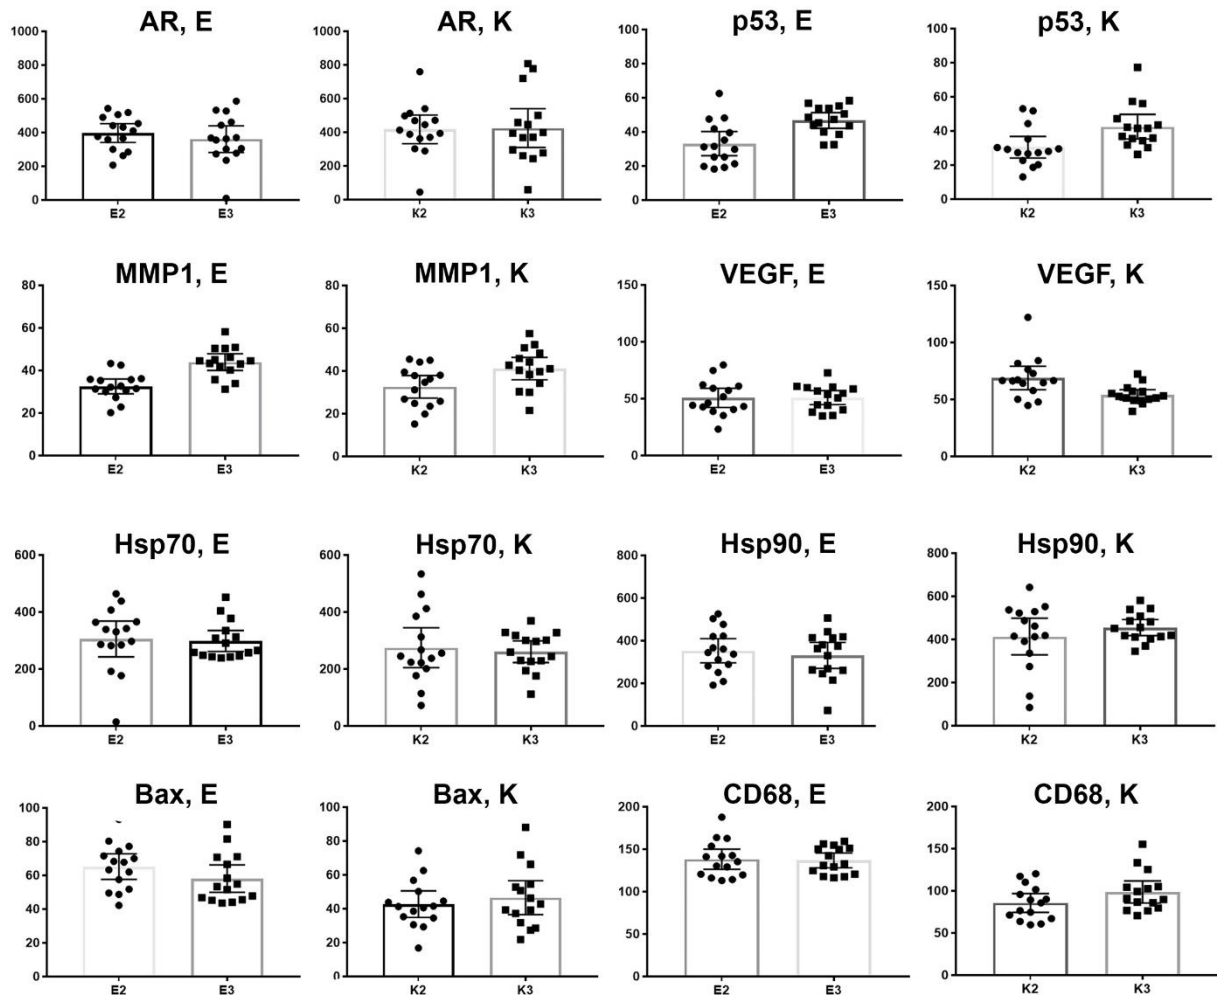 AR, E
AR, K
p53, E
p53, K
1000
800
600
400
200
0
E2
E3
1000
800
600
400
200
0
K2
K3
100
80
60
40
20
0
E2
E3
100
80
60
40
20
0
K2
K3
MMP1, E
MMP1, K
VEGF, E
VEGF, K
80
60
40
20
0
E2
E3
80
60
40
20
0
K2
K3
150
100
50
0
E2
E3
150
100
50
0
K2
K3
Hsp70, E
Hsp70, K
Hsp90, E
Hsp90, K
600
400
200
0
E2
E3
600
400
200
0
K2
K3
800
600
400
200
0
E2
E3
800
600
400
200
0
K2
K3
Bax, E
Bax, K
CD68, E
CD68, K
100
80
60
40
20
0
E2
E3
100
80
60
40
20
0
K2
K3
200
150
100
50
0
E2
E3
200
150
100
50
0
K2
K3